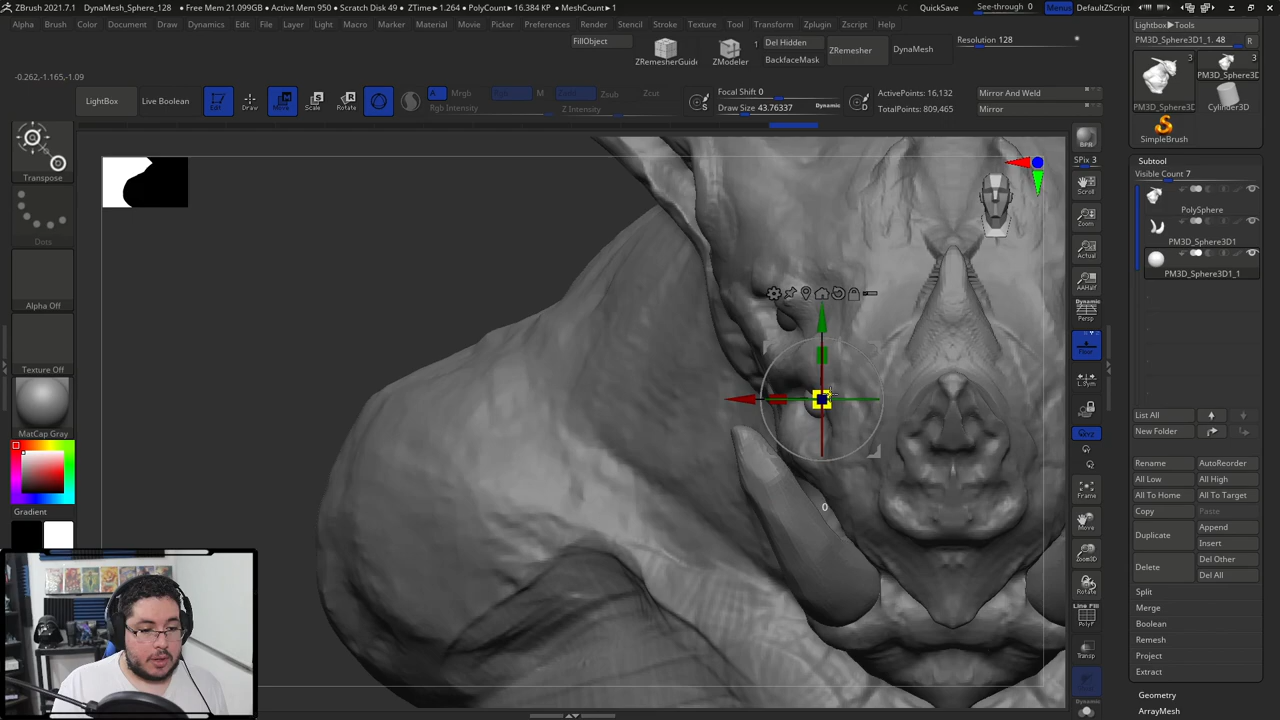 ZBrush 2021.7.1 DynaMesh_Sphere_128 • Free Mem 21.099GB • Active Mem 950 • Scratch Disk 49 • ZTime▸1.264 • PolyCount▸16.384 KP • MeshCount▸1
AC QuickSave See-through 0 Menus DefaultZScript
Alpha Brush Color Document Draw Dynamics Edit File Layer Light Macro Marker Material Movie Picker Preferences Render Stencil Stroke Texture Tool Transform Zplugin Zscript Help
-0.262,-1.165,-1.09
FillObject
ZRemesherGuide
ZModeler
1
Del Hidden
BackfaceMask
ZRemesher
DynaMesh
Resolution 128
LightBox
Live Boolean
Edit
Draw
Move
Scale
Rotate
A Mrgb
Rgb Intensity
M
Zsub
Zcut
Z Intensity
S
Focal Shift 0
Draw Size 43.76337
Dynamic
D
ActivePoints: 16,132
TotalPoints: 809,465
Mirror And Weld
Mirror
Transpose
Dots
Alpha Off
Texture Off
MatCap Gray
Gradient
0
BPR
SPix 3
Scroll
Zoom
Actual
AAHalf
Dynamic
Persp
Floor
L.Sym
Frame
Move
Zoom3D
Rotate
Line Fill
PolyF
Transp
Dynamic
Lightbox▸Tools
PM3D_Sphere3D1_1. 48
R
3
3
PM3D_Sphere3D
PM3D_Sphere3D
Cylinder3D
SimpleBrush
Subtool
Visible Count 7
PolySphere
PM3D_Sphere3D1
PM3D_Sphere3D1_1
List All
New Folder
Rename AutoReorder
All Low All High
All To Home All To Target
Copy Paste
Duplicate
Append
Insert
Delete
Del Other
Del All
Split
Merge
Boolean
Remesh
Project
Extract
Geometry
ArrayMesh